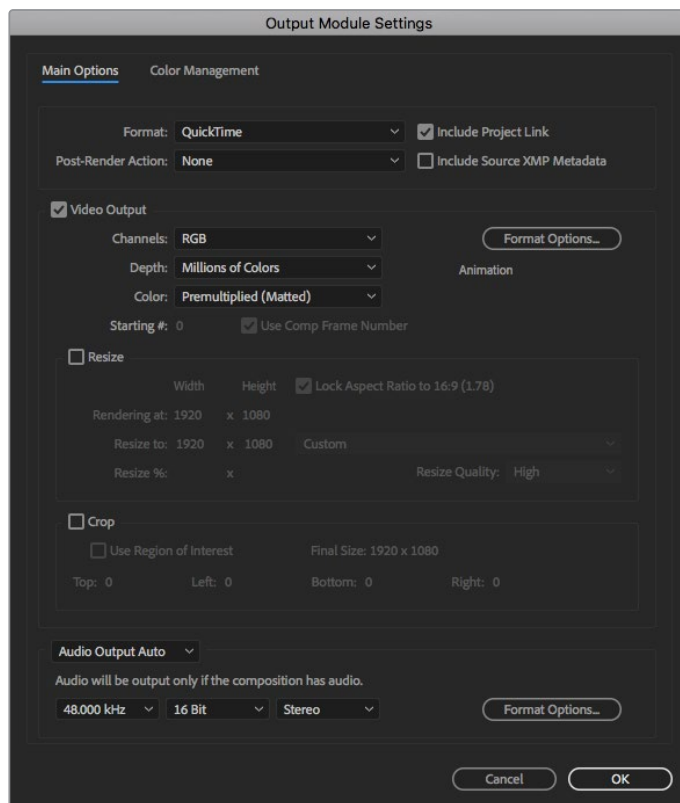 Output Module Settings
Main Options Color Management
Format: QuickTime Include Project Link
Post-Render Action: None Include Source XMP Metadata
Video Output
Channels: RGB Format Options...
Depth: Millions of Colors Animation
Color: Premultiplied (Matted)
Starting #: 0 Use Comp Frame Number
Resize
Width Height Lock Aspect Ratio to 16:9 (1.78)
Rendering at: 1920 x 1080
Resize to: 1920 x 1080 Custom
Resize %: x Resize Quality: High
Crop
Use Region of Interest Final Size: 1920 x 1080
Top: 0 Left: 0 Bottom: 0 Right: 0
Audio Output Auto
Audio will be output only if the composition has audio.
48.000 kHz 16 Bit Stereo Format Options...
Cancel OK